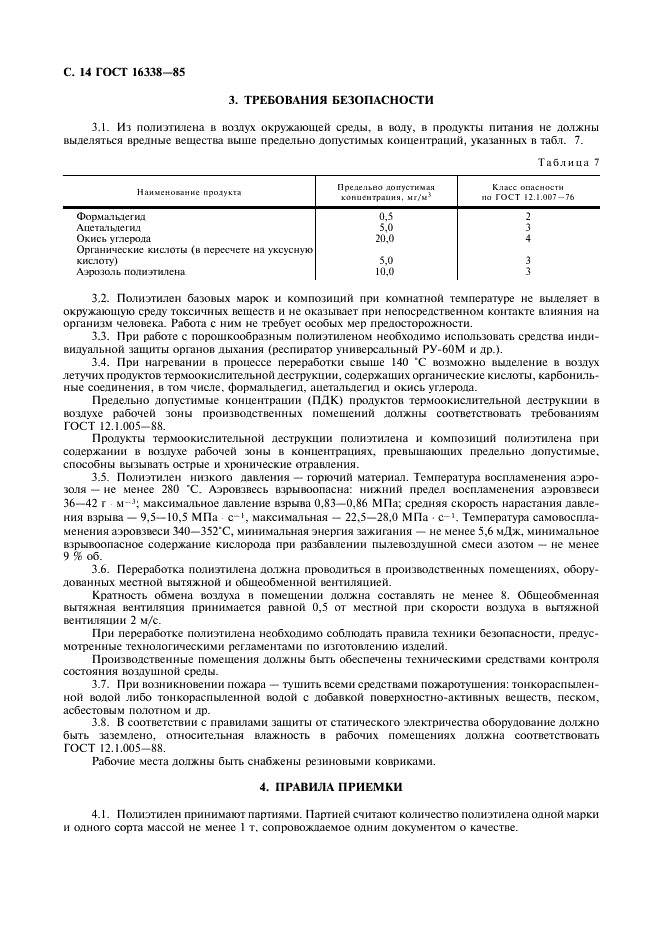 С. 14 ГОСТ 16338—85
3. ТРЕБОВАНИЯ БЕЗОПАСНОСТИ
3.1. Из полиэтилена в воздух окружающей среды, в воду, в продукты питания не должны
выделяться вредные вещества выше предельно допустимых концентраций, указанных в табл. 7.
Таблица 7
Наименование продукта | Предельно допустимая концентрация, мг/м³ | Класс опасности по ГОСТ 12.1.007—76
Формальдегид | 0,5 | 2
Ацетальдегид | 5,0 | 3
Окись углерода | 20,0 | 4
Органические кислоты (в пересчете на уксусную
кислоту) | 5,0 | 3
Аэрозоль полиэтилена | 10,0 | 3
3.2. Полиэтилен базовых марок и композиций при комнатной температуре не выделяет в
окружающую среду токсичных веществ и не оказывает при непосредственном контакте влияния на
организм человека. Работа с ним не требует особых мер предосторожности.
3.3. При работе с порошкообразным полиэтиленом необходимо использовать средства инди-
видуальной защиты органов дыхания (респиратор универсальный РУ-60М и др.).
3.4. При нагревании в процессе переработки свыше 140 °С возможно выделение в воздух
летучих продуктов термоокислительной деструкции, содержащих органические кислоты, карбониль-
ные соединения, в том числе, формальдегид, ацетальдегид и окись углерода.
Предельно допустимые концентрации (ПДК) продуктов термоокислительной деструкции в
воздухе рабочей зоны производственных помещений должны соответствовать требованиям
ГОСТ 12.1.005—88.
Продукты термоокислительной деструкции полиэтилена и композиций полиэтилена при
содержании в воздухе рабочей зоны в концентрациях, превышающих предельно допустимые,
способны вызывать острые и хронические отравления.
3.5. Полиэтилен низкого давления — горючий материал. Температура воспламенения аэро-
золя — не менее 280 °С. Аэровзвесь взрывоопасна: нижний предел воспламенения аэровзвеси
36—42 г · м⁻³; максимальное давление взрыва 0,83—0,86 МПа; средняя скорость нарастания давле-
ния взрыва — 9,5—10,5 МПа · с⁻¹, максимальная — 22,5—28,0 МПа · с⁻¹. Температура самовоспла-
менения аэровзвеси 340—352°С, минимальная энергия зажигания — не менее 5,6 мДж, минимальное
взрывоопасное содержание кислорода при разбавлении пылевоздушной смеси азотом — не менее
9 % об.
3.6. Переработка полиэтилена должна проводиться в производственных помещениях, обору-
дованных местной вытяжной и общеобменной вентиляцией.
Кратность обмена воздуха в помещении должна составлять не менее 8. Общеобменная
вытяжная вентиляция принимается равной 0,5 от местной при скорости воздуха в вытяжной
вентиляции 2 м/с.
При переработке полиэтилена необходимо соблюдать правила техники безопасности, предус-
мотренные технологическими регламентами по изготовлению изделий.
Производственные помещения должны быть обеспечены техническими средствами контроля
состояния воздушной среды.
3.7. При возникновении пожара — тушить всеми средствами пожаротушения: тонкораспылен-
ной водой либо тонкораспыленной водой с добавкой поверхностно-активных веществ, песком,
асбестовым полотном и др.
3.8. В соответствии с правилами защиты от статического электричества оборудование должно
быть заземлено, относительная влажность в рабочих помещениях должна соответствовать
ГОСТ 12.1.005—88.
Рабочие места должны быть снабжены резиновыми ковриками.
4. ПРАВИЛА ПРИЕМКИ
4.1. Полиэтилен принимают партиями. Партией считают количество полиэтилена одной марки
и одного сорта массой не менее 1 т, сопровождаемое одним документом о качестве.